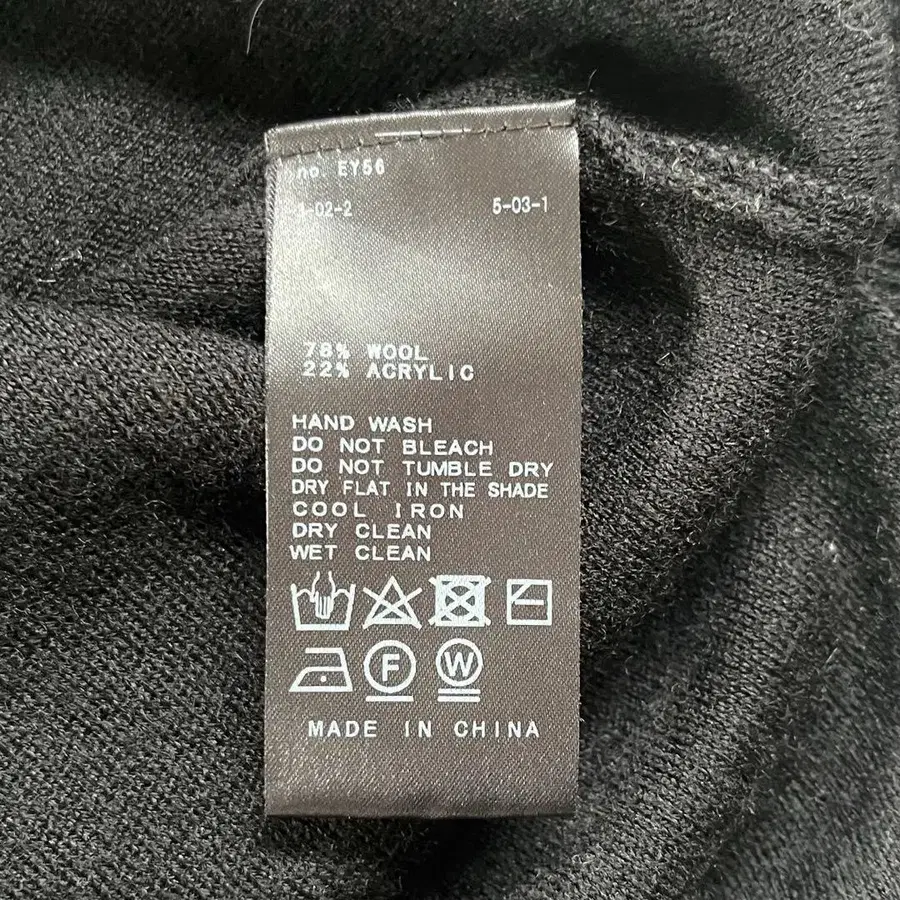 no. EY56
-02-2 5-03-1
78% WOOL
22% ACRYLIC
HAND WASH
DO NOT BLEACH
DO NOT TUMBLE DRY
DRY FLAT IN THE SHADE
COOL IRON
DRY CLEAN
WET CLEAN
F W
MADE IN CHINA